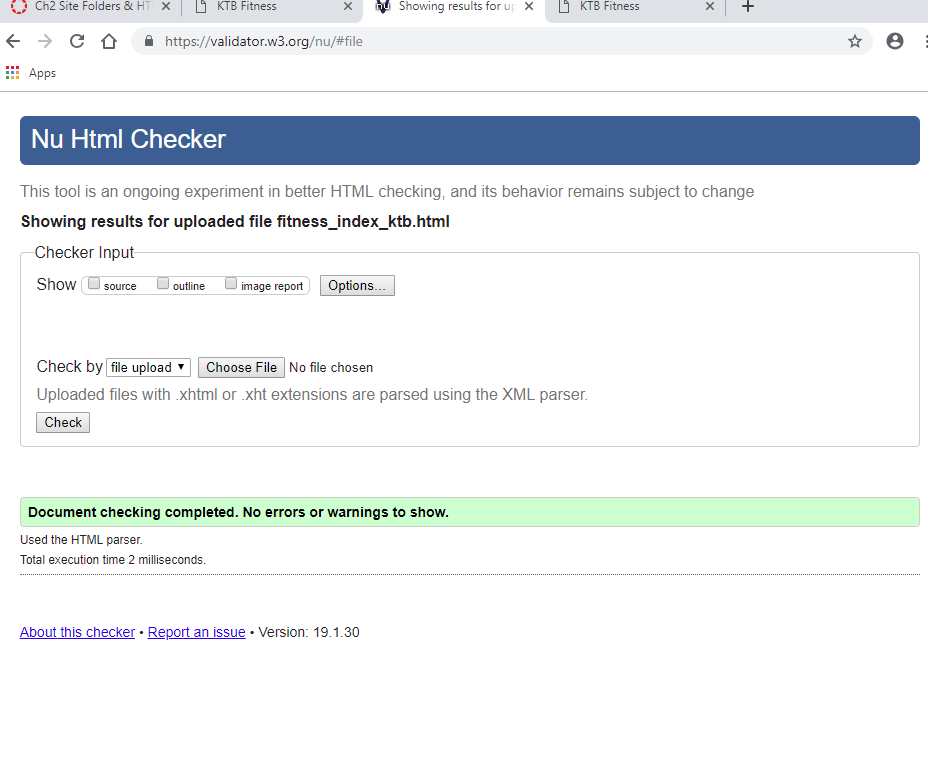 Ch2 Site Folders & HT KTB Fitness Showing results for up KTB Fitness
https://validator.w3.org/nu/#file
Apps
Nu Html Checker
This tool is an ongoing experiment in better HTML checking, and its behavior remains subject to change
Showing results for uploaded file fitness_index_ktb.html
Checker Input
Show source outline image report Options...
Check by file upload Choose File No file chosen
Uploaded files with .xhtml or .xht extensions are parsed using the XML parser.
Check
Document checking completed. No errors or warnings to show.
Used the HTML parser.
Total execution time 2 milliseconds.
About this checker • Report an issue • Version: 19.1.30